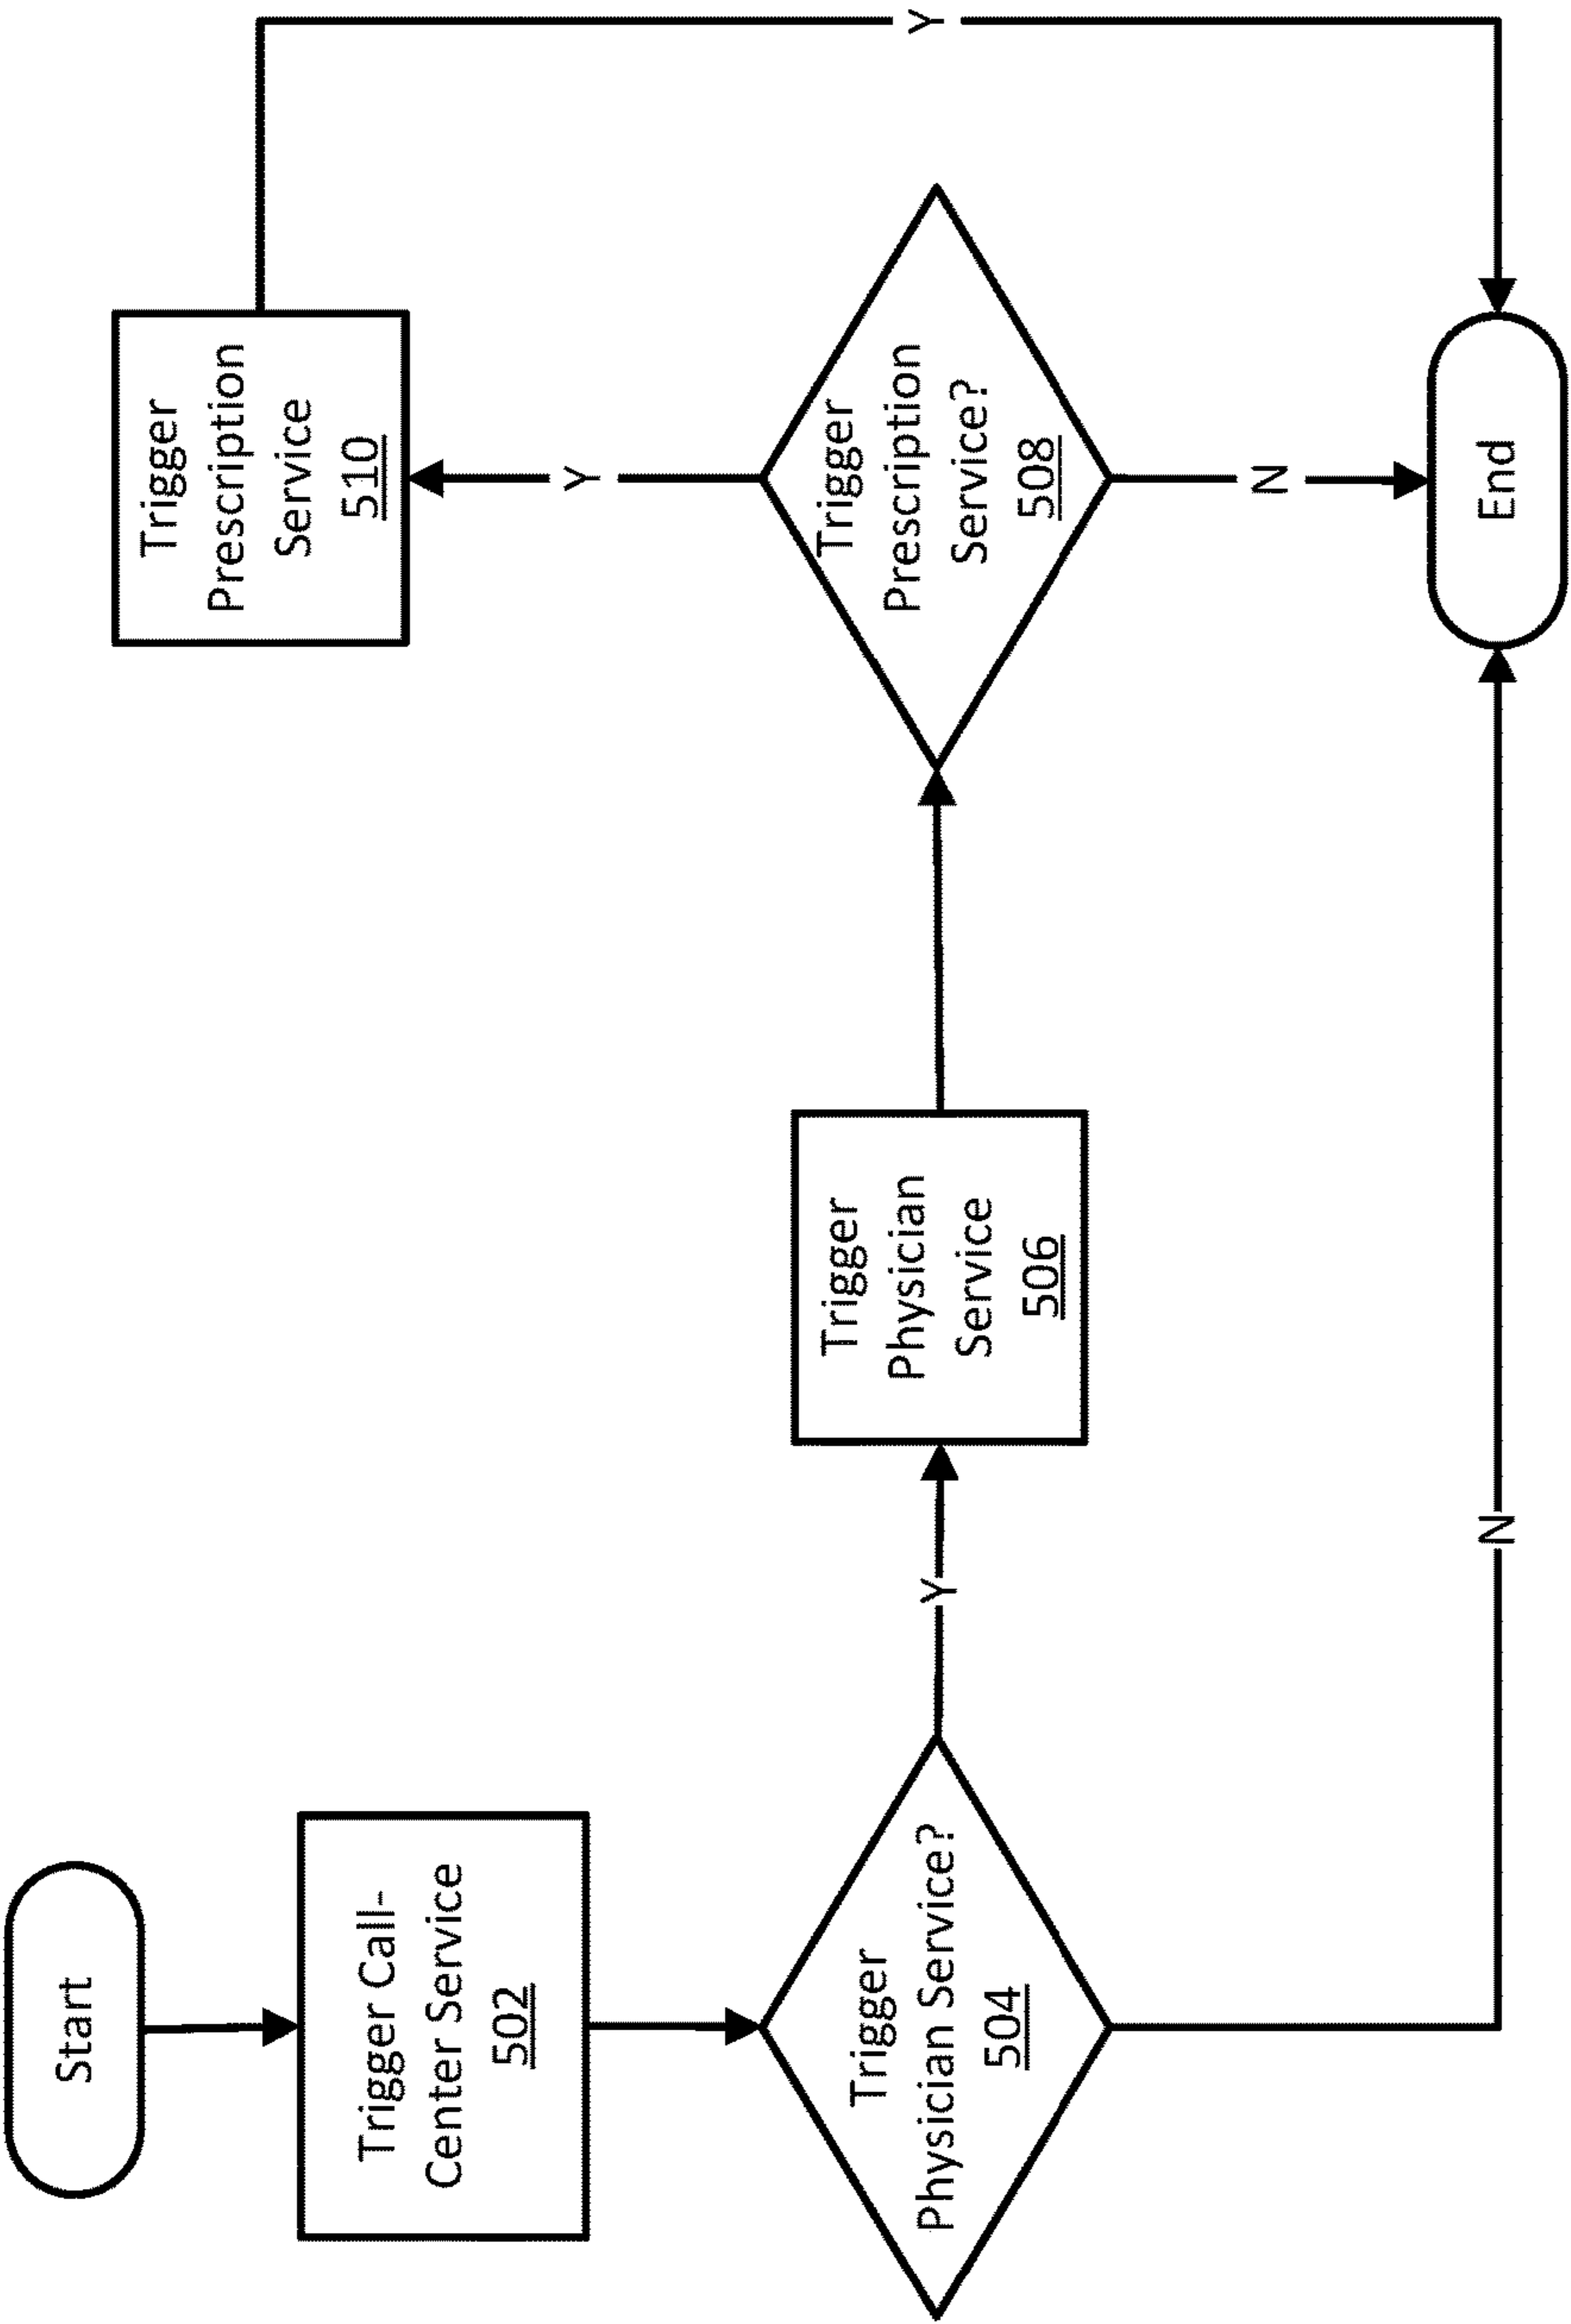 Start
Trigger Call-
Center Service
502
Trigger
Physician Service?
504
Y
N
Trigger
Physician
Service
506
Trigger
Prescription
Service?
508
Y
N
Trigger
Prescription
Service
510
Y
End